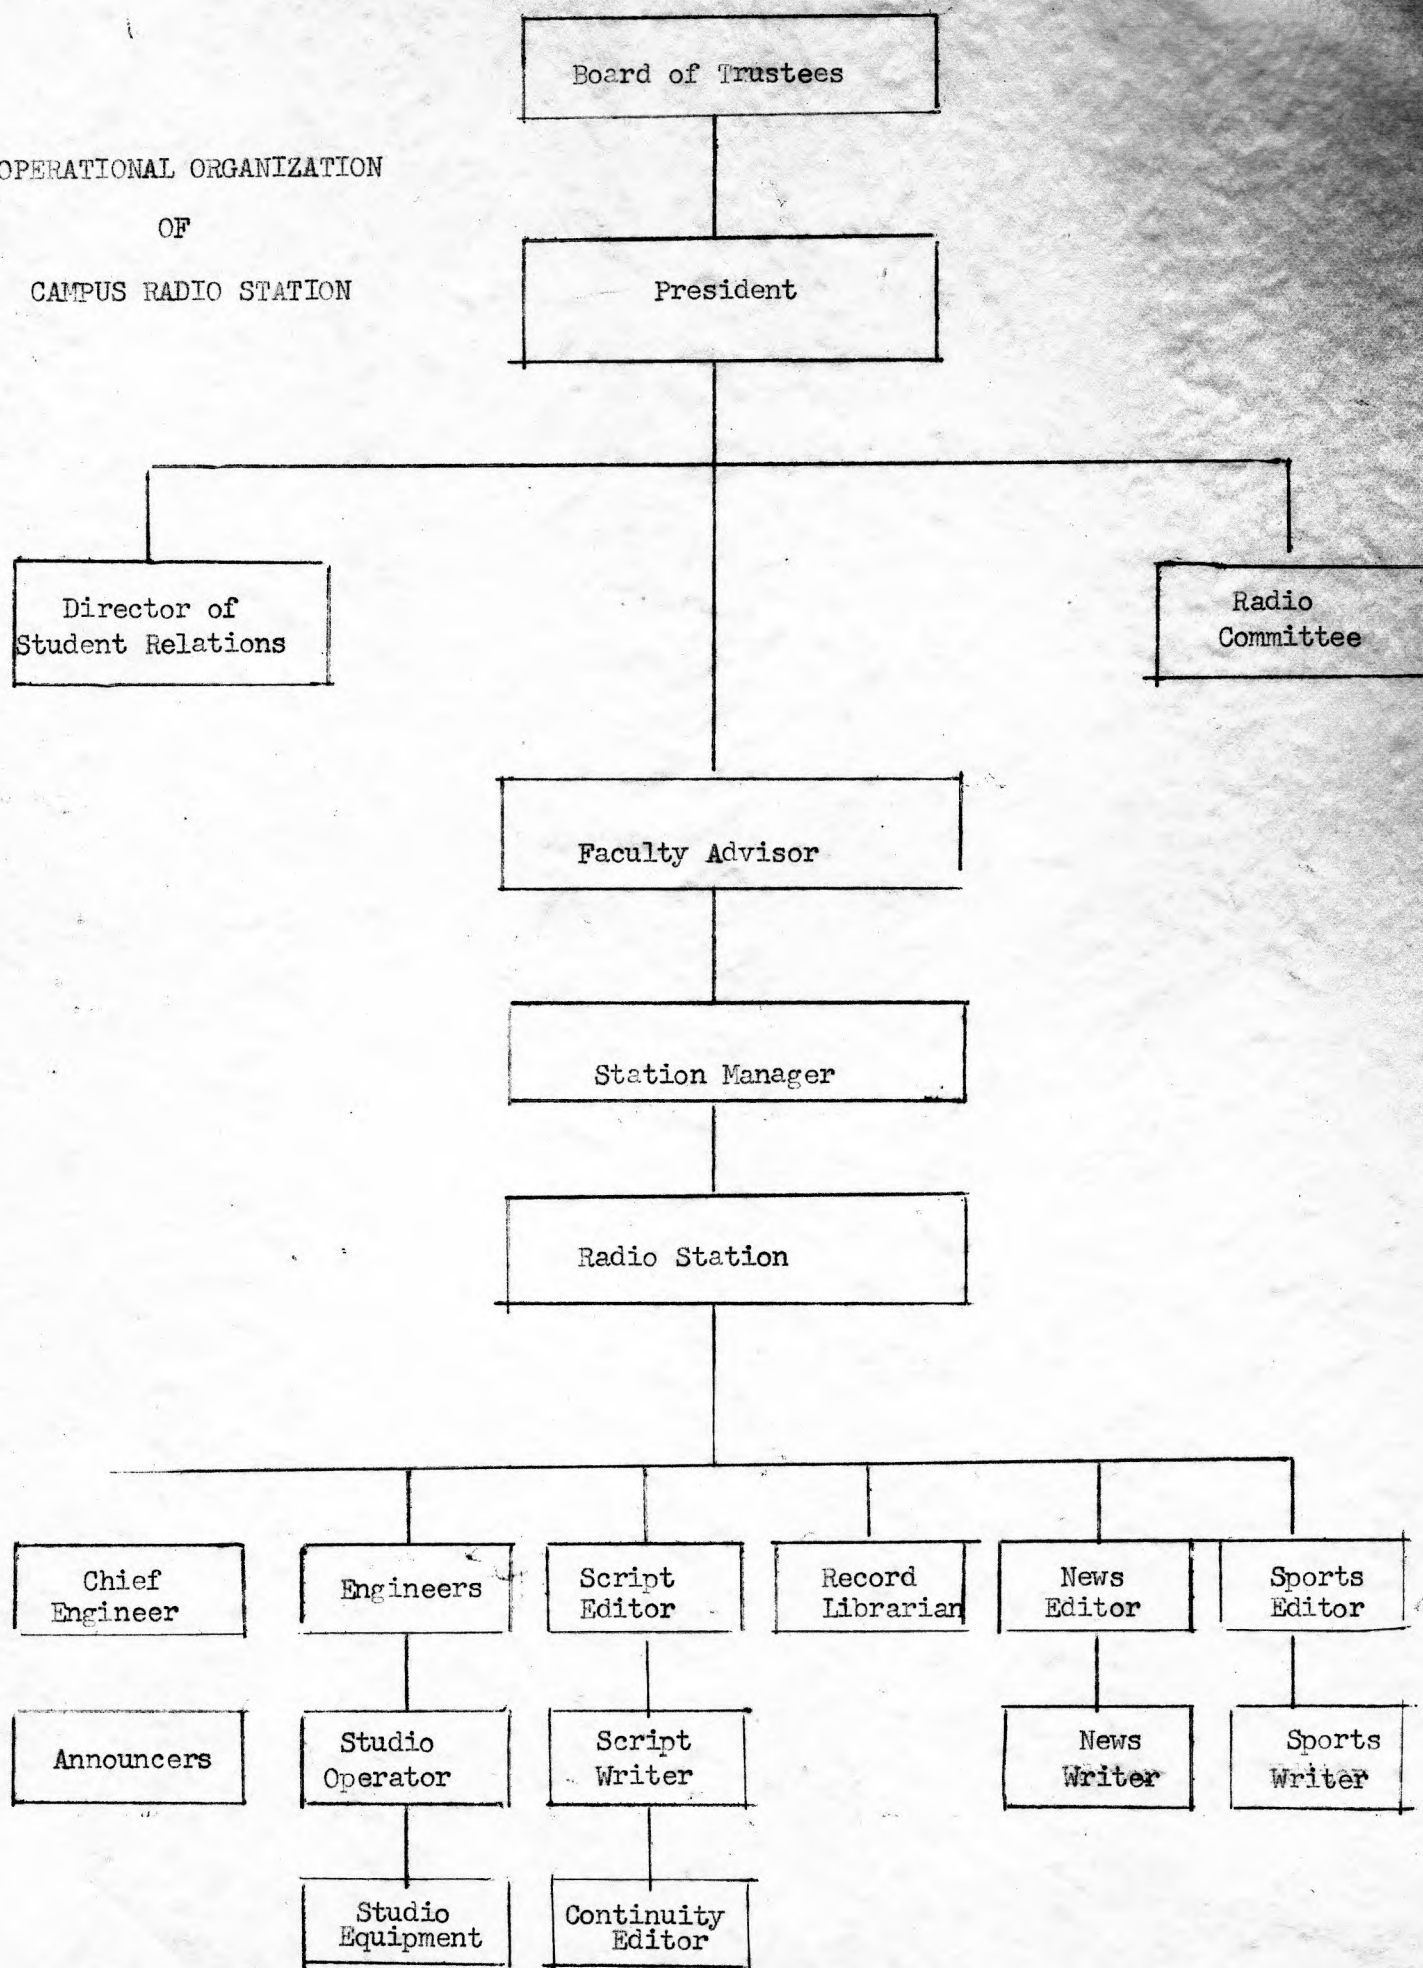 Board of Trustees
OPERATIONAL ORGANIZATION
OF
CAMPUS RADIO STATION
President
Director of
Student Relations
Radio
Committee
Faculty Advisor
Station Manager
Radio Station
Chief
Engineer
Engineers
Script
Editor
Record
Librarian
News
Editor
Sports
Editor
Announcers
Studio
Operator
Script
Writer
News
Writer
Sports
Writer
Studio
Equipment
Continuity
Editor